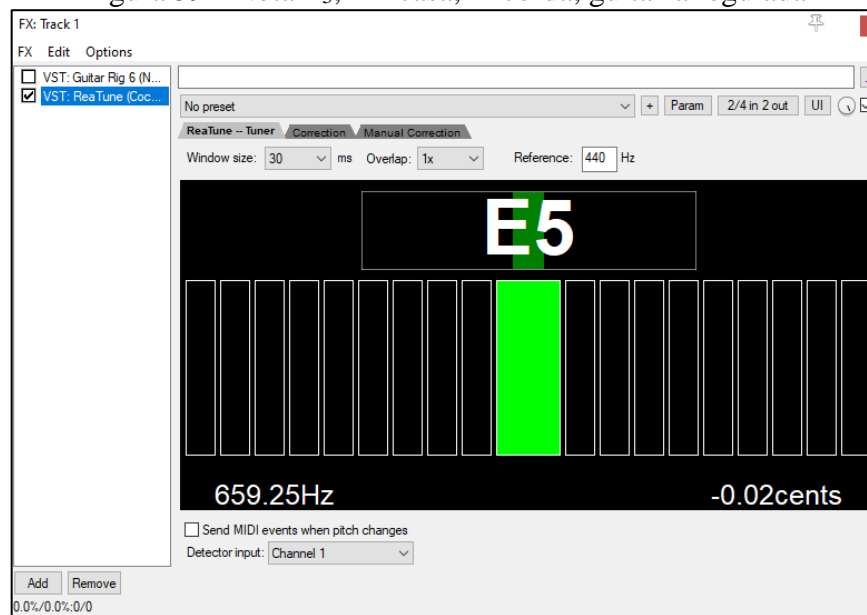 FX: Track 1
FX Edit Options
VST: Guitar Rig 6 (N...
VST: ReaTune (Coc...
No preset
+
Param
2/4 in 2 out
UI
ReaTune -- Tuner
Correction
Manual Correction
Window size: 30 ms Overlap: 1x Reference: 440 Hz
E5
659.25Hz
-0.02cents
Send MIDI events when pitch changes
Detector input: Channel 1
Add
Remove
0.0%/0.0%:0/0